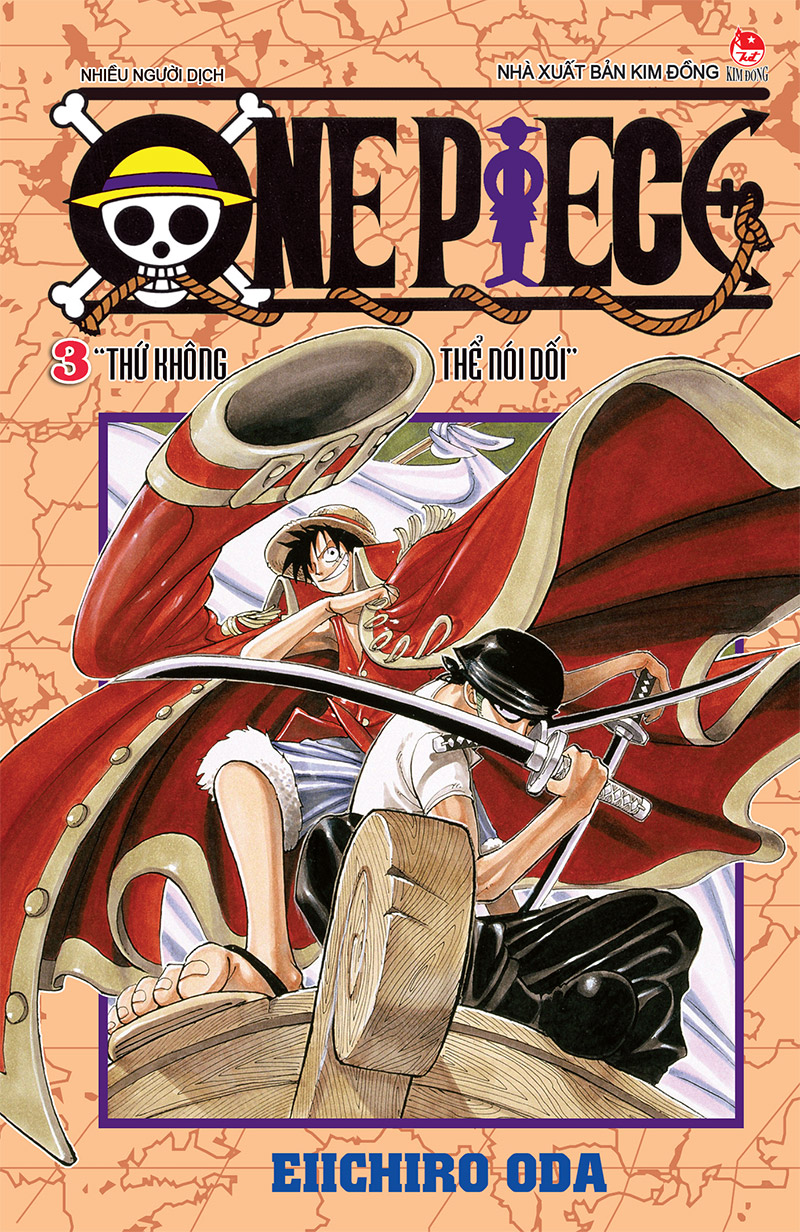 NHIỀU NGƯỜI DỊCH
NHÀ XUẤT BẢN KIM ĐỒNG
KIM ĐỒNG
ONE PIECE
3 "THỨ KHÔNG THỂ NÓI DỐI"
EIICHIRO ODA